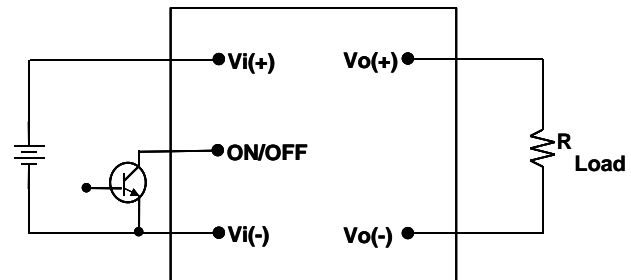 Vi(+)
Vo(+)
ON/OFF
R
Load
Vi(-)
Vo(-)